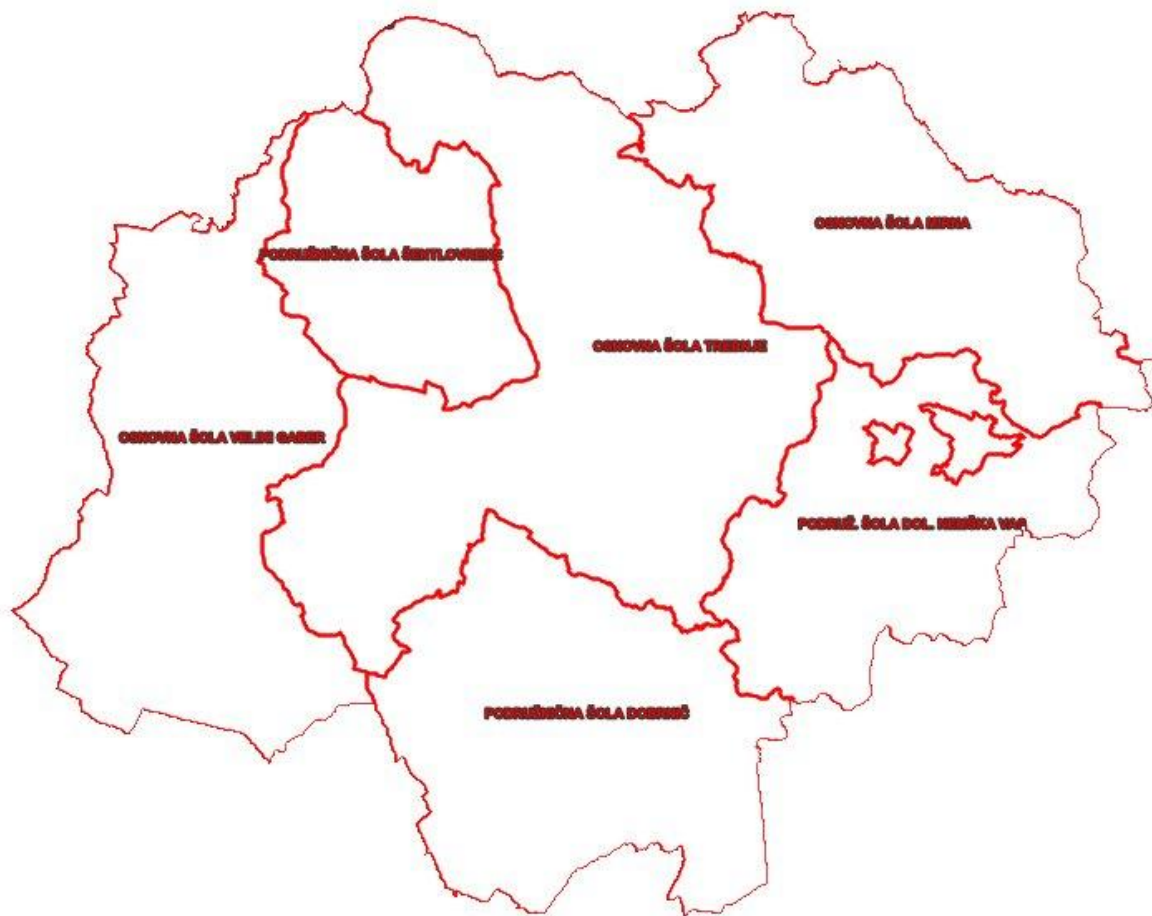 OSNOVNA ŠOLA MIRNA
PODRUŽNIČNA ŠOLA ŠENTLOVRENC
OSNOVNA ŠOLA TREBNJE
OSNOVNA ŠOLA VELIKI GABER
PODRUŽ. ŠOLA DOL. NEMŠKA VAS
PODRUŽNIČNA ŠOLA DOBRNIČ